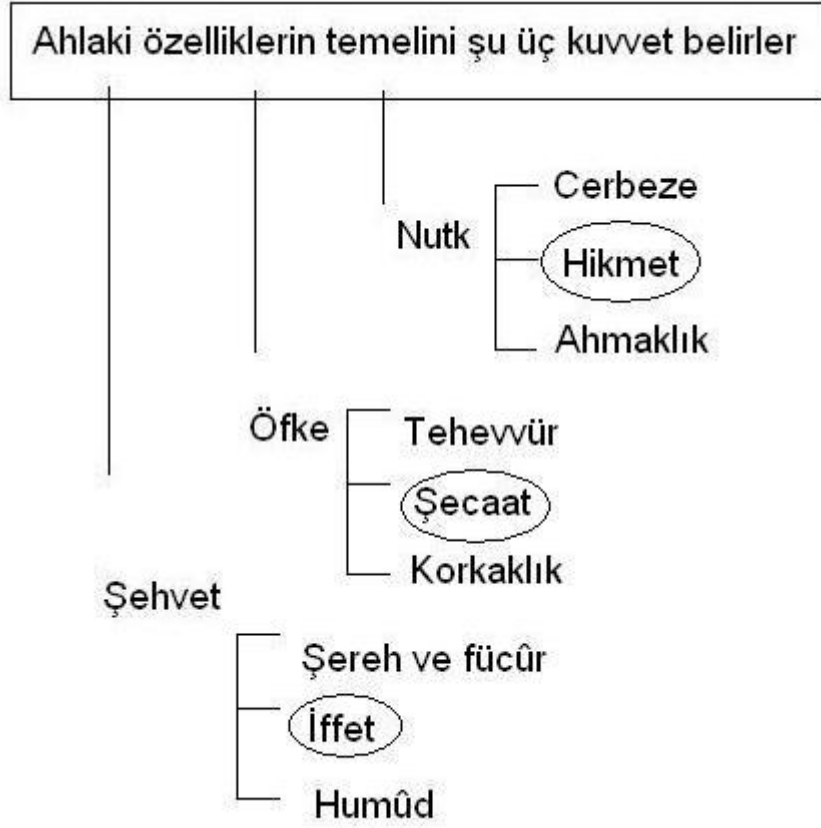 Ahlaki özelliklerin temelini şu üç kuvvet belirler
Nutk
Cerbeze
Hikmet
Ahmaklık
Öfke
Tehevvür
Şecaat
Korkaklık
Şehvet
Şereh ve fücûr
İffet
Humûd